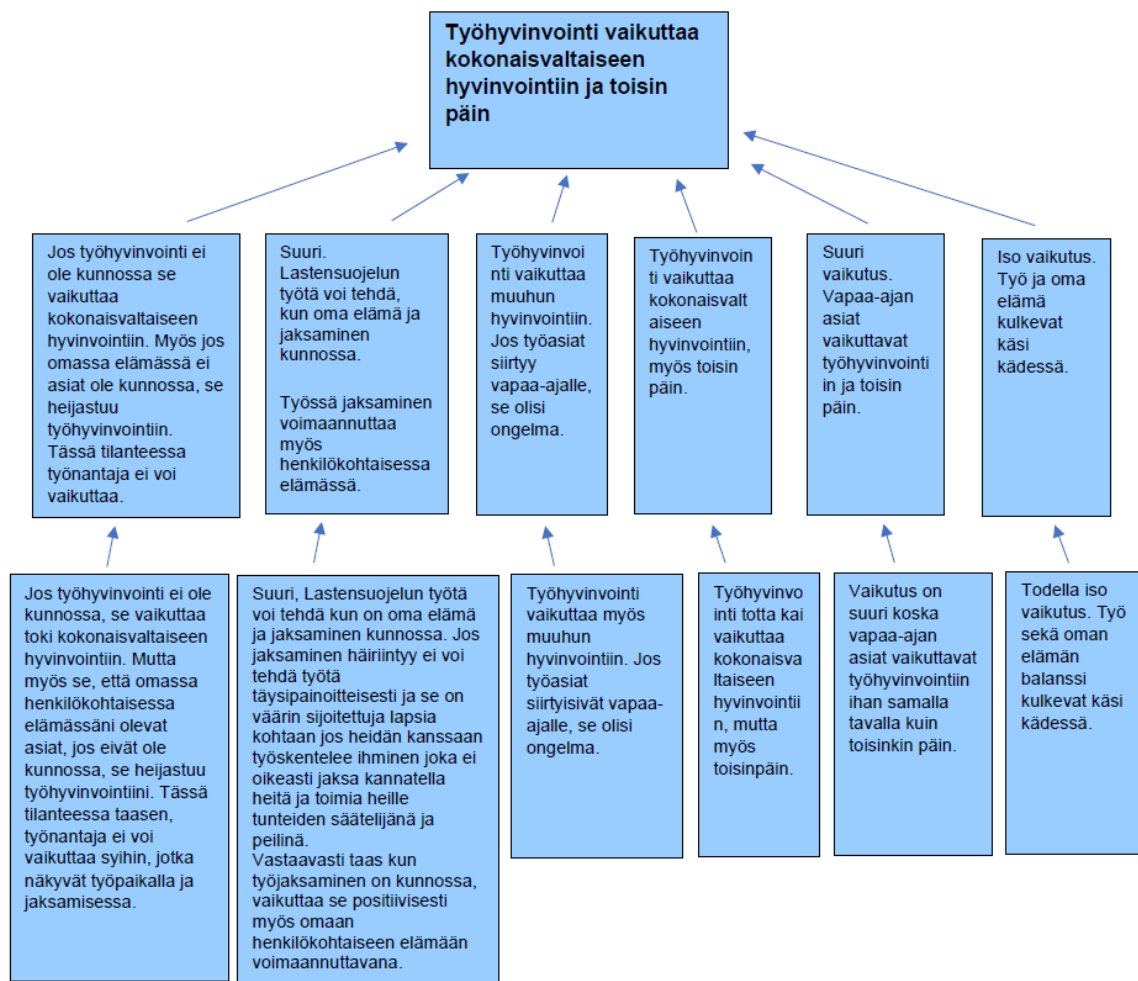 Työhyvinvointi vaikuttaa
kokonaisvaltaiseen
hyvinvointiin ja toisin
päin
Jos työhyvinvointi ei
ole kunnossa se
vaikuttaa
kokonaisvaltaiseen
hyvinvointiin. Myös jos
omassa elämässä ei
asiat ole kunnossa, se
heijastuu
työhyvinvointiin.
Tässä tilanteessa
työnantaja ei voi
vaikuttaa.
Suuri.
Lastensuojelun
työtä voi tehdä,
kun oma elämä ja
jaksaminen
kunnossa.
Työssä jaksaminen
voimaannuttaa
myös
henkilökohtaisessa
elämässä.
Työhyvinvoi
nti vaikuttaa
muuhun
hyvinvointiin.
Jos työasiat
siirtyy
vapaa-ajalle,
se olisi
ongelma.
Työhyvinvoin
ti vaikuttaa
kokonaisvalt
aiseen
hyvinvointiin,
myös toisin
päin.
Suuri
vaikutus.
Vapaa-ajan
asiat
vaikuttavat
työhyvinvointi
in ja toisin
päin.
Iso vaikutus.
Työ ja oma
elämä
kulkevat
käsi
kädessä.
Jos työhyvinvointi ei ole
kunnossa, se vaikuttaa
toki kokonaisvaltaiseen
hyvinvointiin. Mutta
myös se, että omassa
henkilökohtaisessa
elämässäni olevat
asiat, jos eivät ole
kunnossa, se heijastuu
työhyvinvointiini. Tässä
tilanteessa taasen,
työnantaja ei voi
vaikuttaa syihin, jotka
näkyvät työpaikalla ja
jaksamisessa.
Suuri, Lastensuojelun työtä
voi tehdä kun on oma elämä
ja jaksaminen kunnossa. Jos
jaksaminen häiriintyy ei voi
tehdä työtä
täysipainoitteisesti ja se on
väärin sijoitettuja lapsia
kohtaan jos heidän kanssaan
työskentelee ihminen joka ei
oikeasti jaksa kannatella
heitä ja toimia heille
tunteiden säätelijänä ja
peilinä.
Vastaavasti taas kun
työjaksaminen on kunnossa,
vaikuttaa se positiivisesti
myös omaan
henkilökohtaiseen elämään
voimaannuttavana.
Työhyvinvointi
vaikuttaa myös
muuhun
hyvinvointiin. Jos
työasiat
siirtyisivät vapaa-
ajalle, se olisi
ongelma.
Työhyvinvo
inti totta kai
vaikuttaa
kokonaisva
ltaiseen
hyvinvointii
n, mutta
myös
toisinpäin.
Vaikutus on
suuri koska
vapaa-ajan
asiat vaikuttavat
työhyvinvointiin
ihan samalla
tavalla kuin
toisinkin päin.
Todella iso
vaikutus. Työ
sekä oman
elämän
balanssi
kulkevat käsi
kädessä.